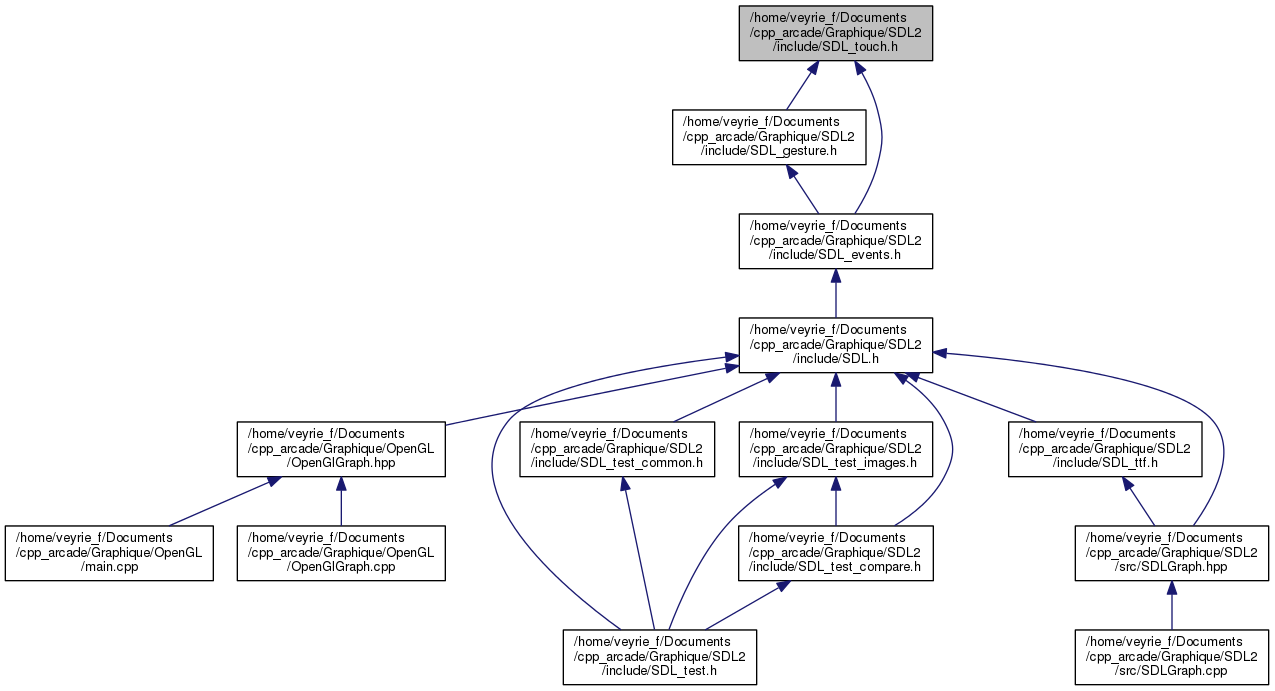 /home/veyrie_f/Documents
/cpp_arcade/Graphique/SDL2
/include/SDL_touch.h
/home/veyrie_f/Documents
/cpp_arcade/Graphique/SDL2
/include/SDL_gesture.h
/home/veyrie_f/Documents
/cpp_arcade/Graphique/SDL2
/include/SDL_events.h
/home/veyrie_f/Documents
/cpp_arcade/Graphique/SDL2
/include/SDL.h
/home/veyrie_f/Documents
/cpp_arcade/Graphique/OpenGL
/OpenGlGraph.hpp
/home/veyrie_f/Documents
/cpp_arcade/Graphique/SDL2
/include/SDL_test_common.h
/home/veyrie_f/Documents
/cpp_arcade/Graphique/SDL2
/include/SDL_test_images.h
/home/veyrie_f/Documents
/cpp_arcade/Graphique/SDL2
/include/SDL_ttf.h
/home/veyrie_f/Documents
/cpp_arcade/Graphique/OpenGL
/main.cpp
/home/veyrie_f/Documents
/cpp_arcade/Graphique/OpenGL
/OpenGlGraph.cpp
/home/veyrie_f/Documents
/cpp_arcade/Graphique/SDL2
/include/SDL_test_compare.h
/home/veyrie_f/Documents
/cpp_arcade/Graphique/SDL2
/src/SDLGraph.hpp
/home/veyrie_f/Documents
/cpp_arcade/Graphique/SDL2
/include/SDL_test.h
/home/veyrie_f/Documents
/cpp_arcade/Graphique/SDL2
/src/SDLGraph.cpp